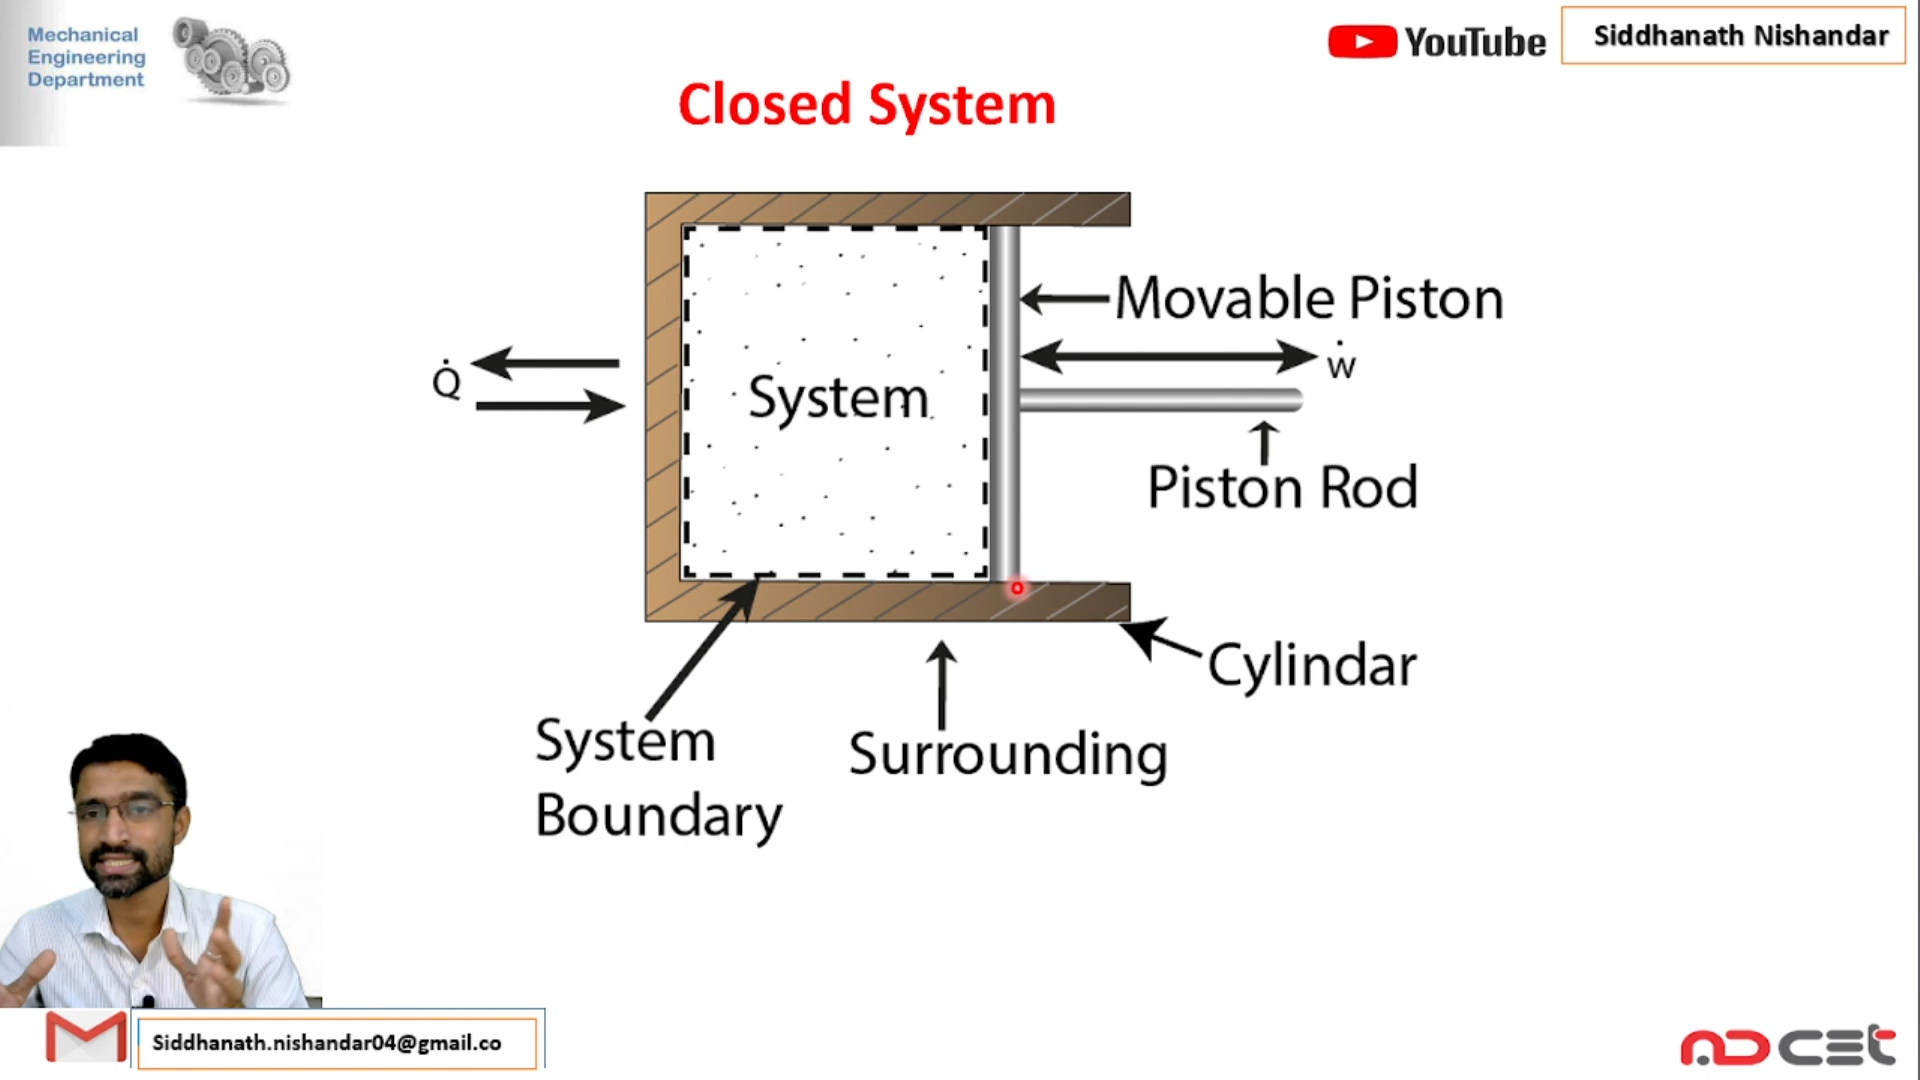 Mechanical
Engineering
Department
YouTube
Siddhanath Nishandar
Closed System
Movable Piston
Q̇
System
ẇ
Piston Rod
Cylindar
System
Boundary
Surrounding
Siddhanath.nishandar04@gmail.co
ADCET